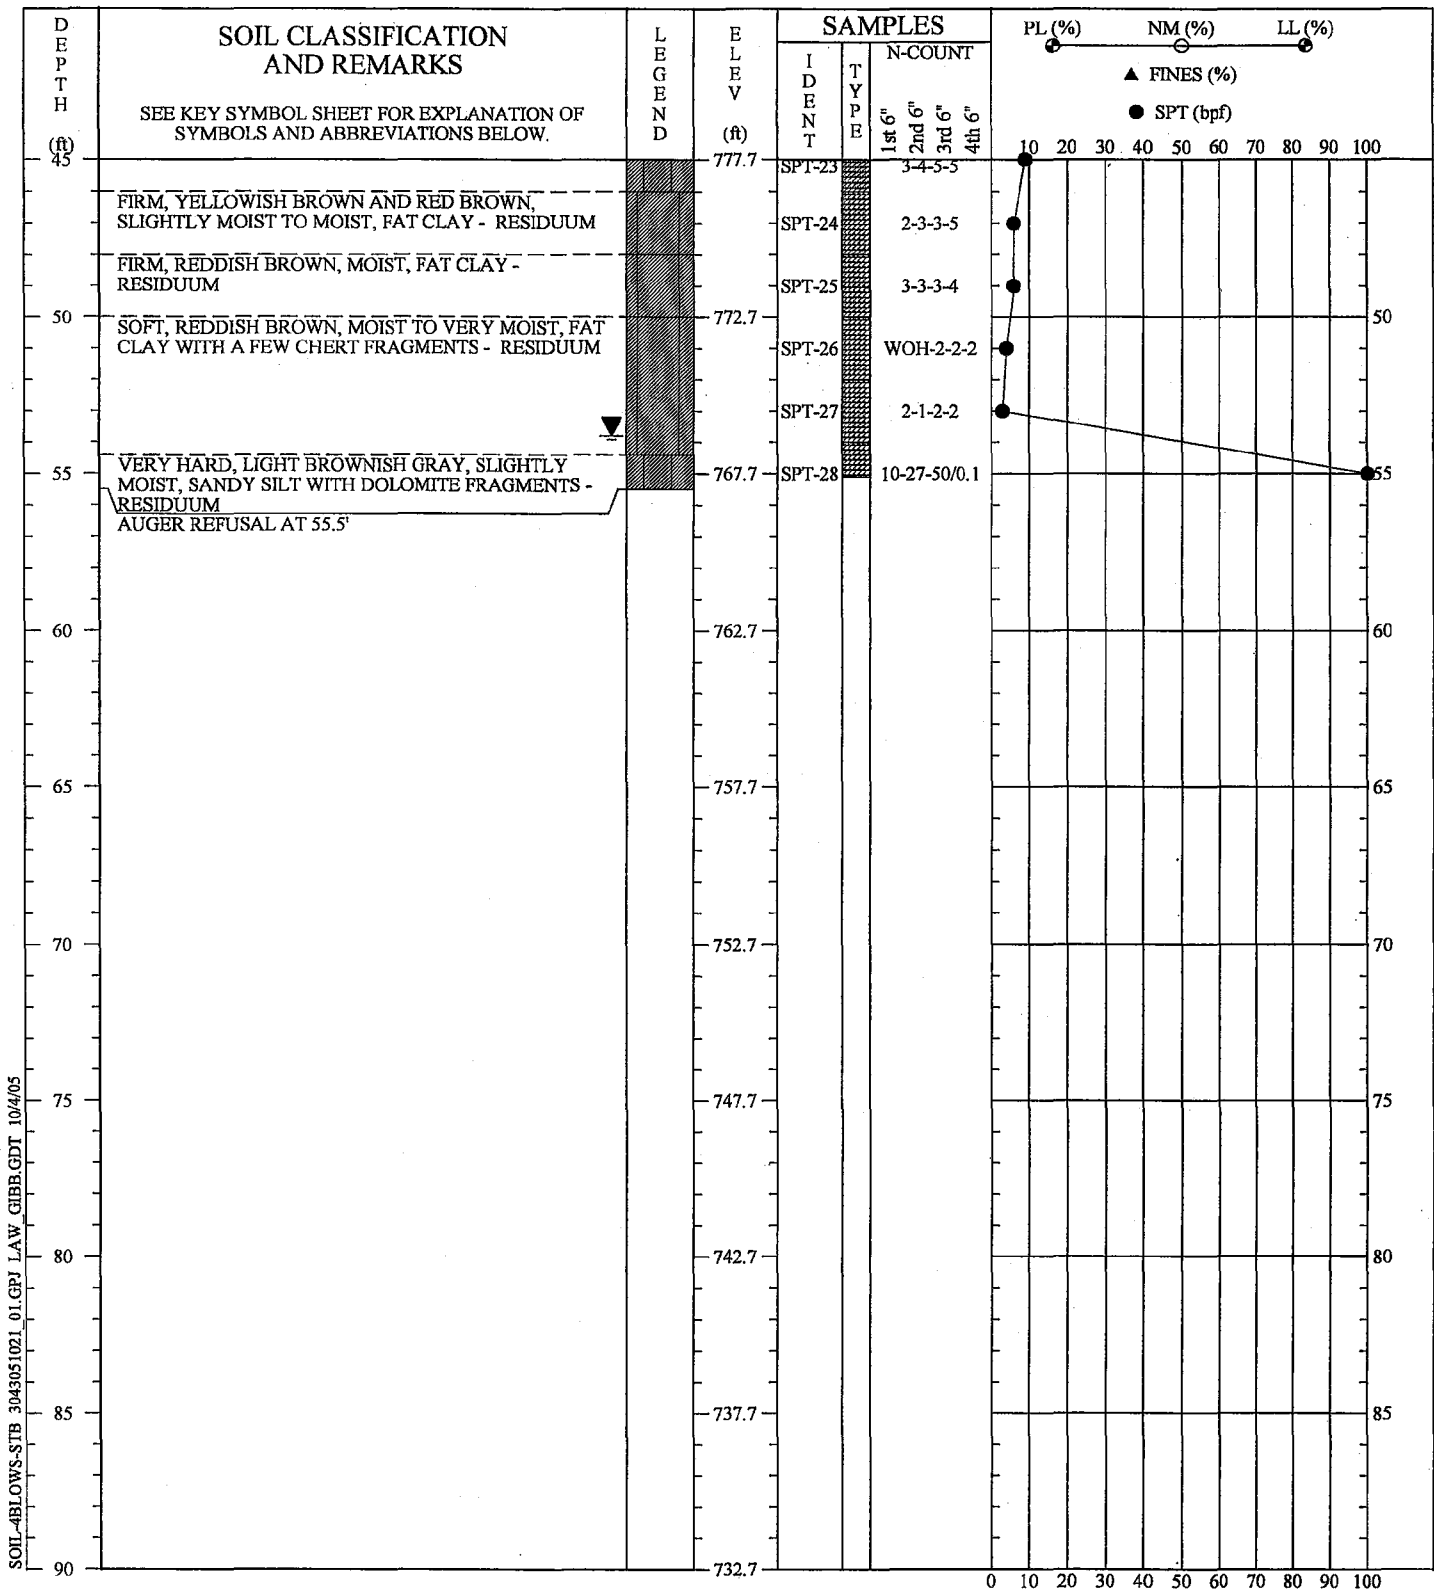 DEPTH (ft)
SOIL CLASSIFICATION
AND REMARKS
SEE KEY SYMBOL SHEET FOR EXPLANATION OF
SYMBOLS AND ABBREVIATIONS BELOW.
LEGEND
ELEV (ft)
SAMPLES
IDENT
TYPE
N-COUNT
1st 6"
2nd 6"
3rd 6"
4th 6"
PL (%) NM (%) LL (%)
▲ FINES (%)
● SPT (bpf)
10 20 30 40 50 60 70 80 90 100
45 777.7 SPT-23 3-4-5-5
FIRM, YELLOWISH BROWN AND RED BROWN,
SLIGHTLY MOIST TO MOIST, FAT CLAY - RESIDUUM
SPT-24 2-3-3-5
FIRM, REDDISH BROWN, MOIST, FAT CLAY -
RESIDUUM
SPT-25 3-3-3-4
50 772.7 50
SOFT, REDDISH BROWN, MOIST TO VERY MOIST, FAT
CLAY WITH A FEW CHERT FRAGMENTS - RESIDUUM
SPT-26 WOH-2-2-2
SPT-27 2-1-2-2
VERY HARD, LIGHT BROWNISH GRAY, SLIGHTLY
MOIST, SANDY SILT WITH DOLOMITE FRAGMENTS -
RESIDUUM
55 767.7 SPT-28 10-27-50/0.1 55
AUGER REFUSAL AT 55.5'
60 762.7 60
65 757.7 65
70 752.7 70
75 747.7 75
80 742.7 80
85 737.7 85
90 732.7
0 10 20 30 40 50 60 70 80 90 100
SOIL-4BLOWS-STB 3043051021_01.GPJ LAW_GIBB.GDT 10/4/05